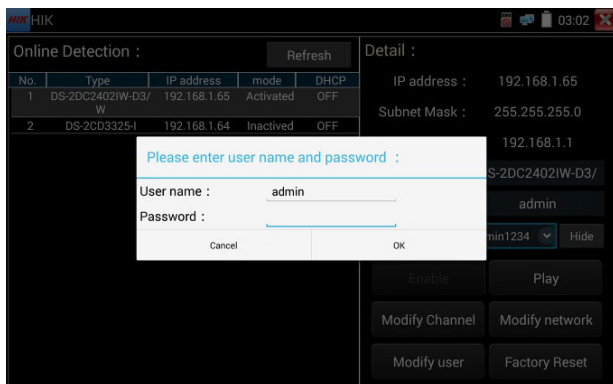 HIK HIK 03:02
Online Detection : Refresh
No. Type IP address mode DHCP
1 DS-2DC2402IW-D3/W 192.168.1.65 Activated OFF
2 DS-2CD3325-I 192.168.1.64 Inactived OFF
Detail :
IP address : 192.168.1.65
Subnet Mask : 255.255.255.0
192.168.1.1
S-2DC2402IW-D3/
admin
min1234 Hide
Enable Play
Modify Channel Modify network
Modify user Factory Reset
Please enter user name and password :
User name : admin
Password :
Cancel OK